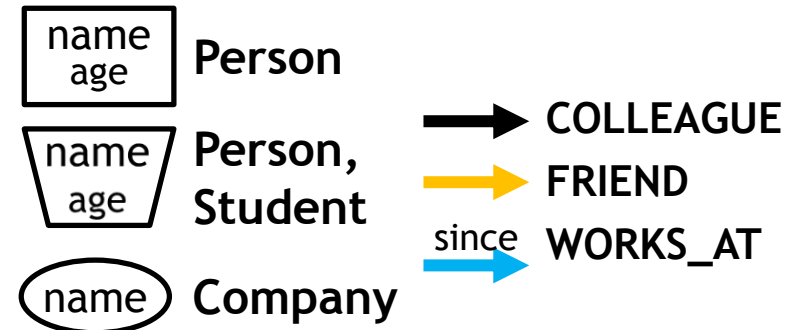 name
age
Person
name
age
Person,
Student
name
Company
COLLEAGUE
FRIEND
since
WORKS_AT